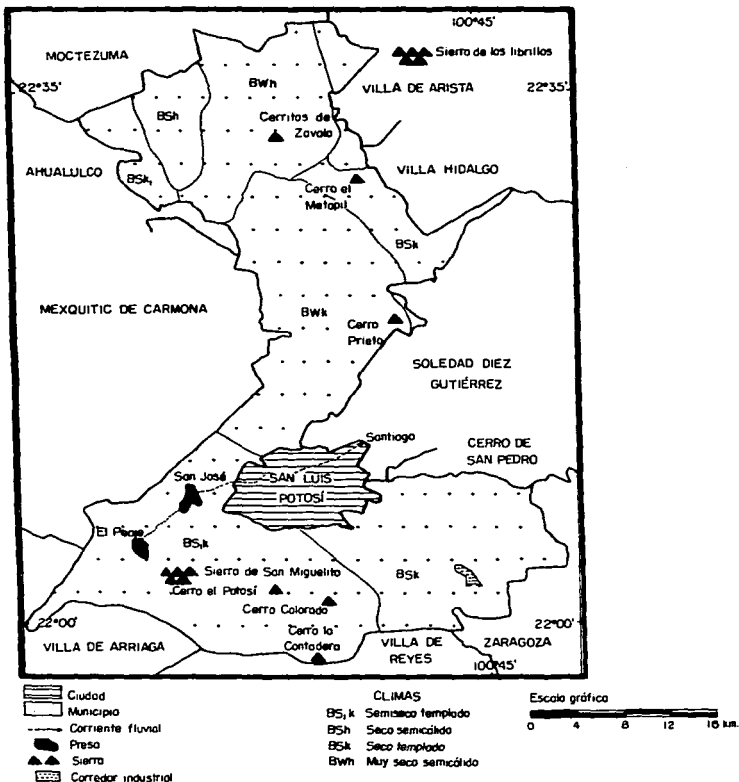 100°45'
MOCTEZUMA
Sierra de los librillos
22°35'
BWh
VILLA DE ARISTA
22°35'
BSh
Cerritos de
Zavala
AHUALULCO
BSk,
VILLA HIDALGO
Cerro el
Metapil
BSk
MEXQUITIC DE CARMONA
BWk
Cerro
Prieto
SOLEDAD DIEZ
GUTIÉRREZ
Santiago
CERRO DE
SAN PEDRO
San José
SAN LUIS
POTOSÍ
El Peaje
BS₁k
Sierra de San Miguelito
BSk
Cerro el Potosí
Cerro Colorado
22°00'
22°00'
Cerro la
Contadera
VILLA DE ARRIAGA
VILLA DE
REYES
ZARAGOZA
100°45'
Ciudad
Municipio
Corriente fluvial
Presa
Sierra
Corredor industrial
CLIMAS
BS₁k Semiseco templado
BSh Seco semicálido
BSk Seco templado
BWh Muy seco semicálido
Escala gráfica
0 4 8 12 16 km.